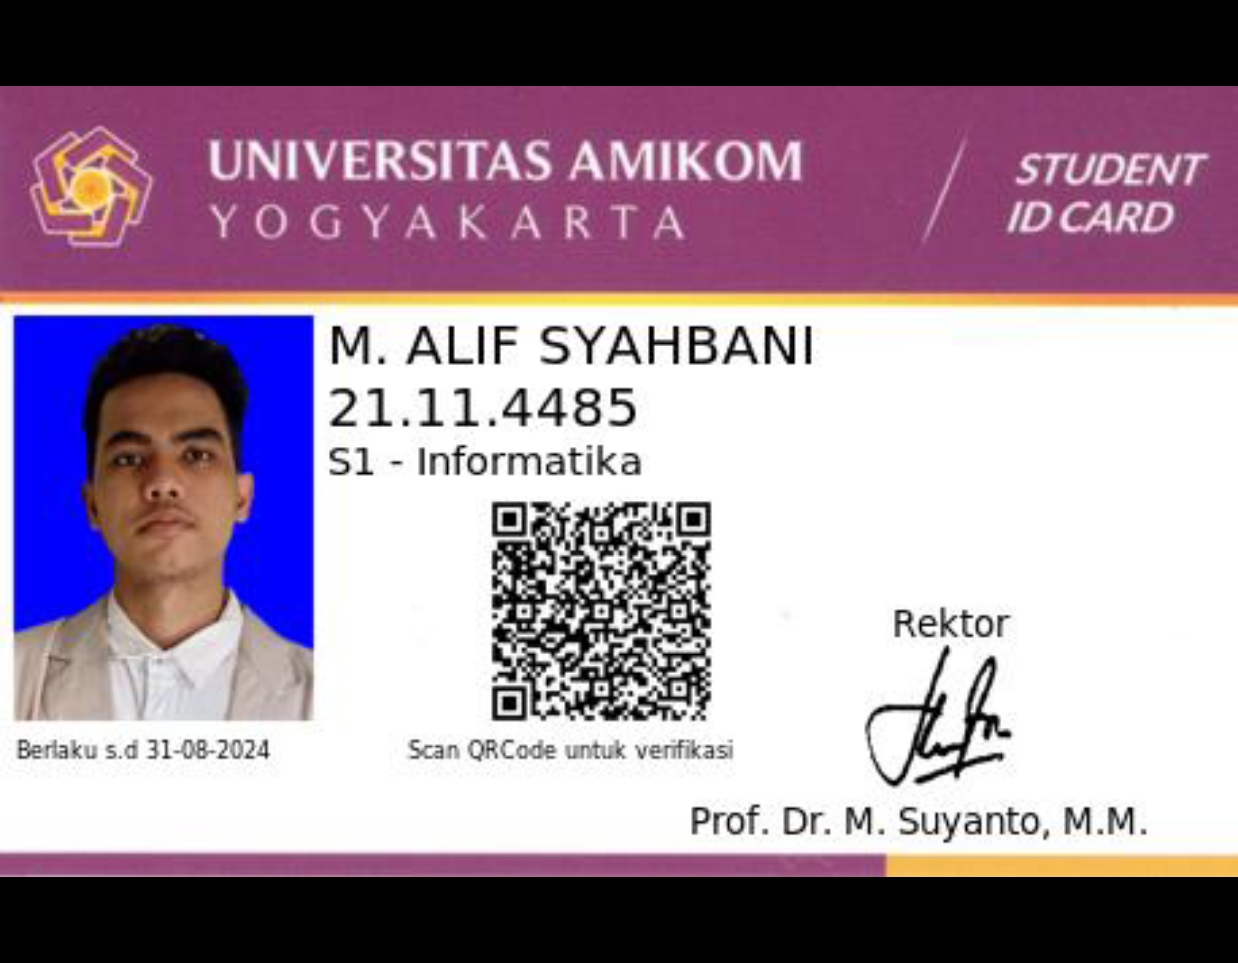 UNIVERSITAS AMIKOM
YOGYAKARTA
STUDENT
ID CARD
M. ALIF SYAHBANI
21.11.4485
S1 - Informatika
Berlaku s.d 31-08-2024
Scan QRCode untuk verifikasi
Rektor
Prof. Dr. M. Suyanto, M.M.